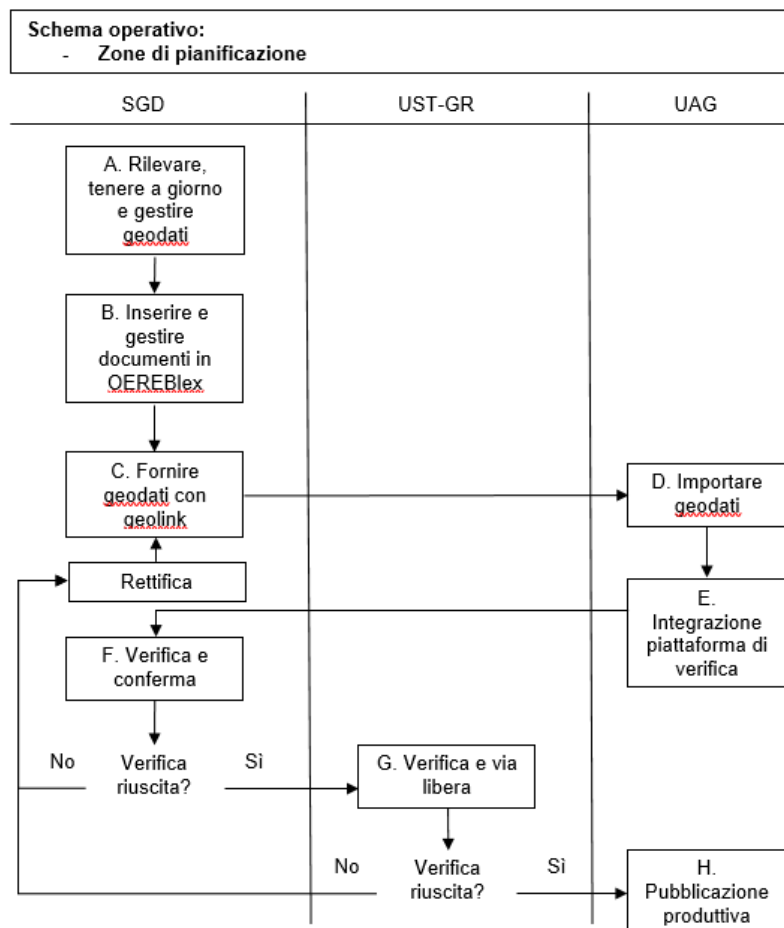 Schema operativo:
- Zone di pianificazione
SGD
UST-GR
UAG
A. Rilevare,
tenere a giorno
e gestire
geodati
B. Inserire e
gestire
documenti in
OEREBlex
C. Fornire
geodati con
geolink
D. Importare
geodati
Rettifica
E.
Integrazione
piattaforma di
verifica
F. Verifica e
conferma
No
Verifica
riuscita?
Sì
G. Verifica e via
libera
No
Verifica
riuscita?
Sì
H.
Pubblicazione
produttiva